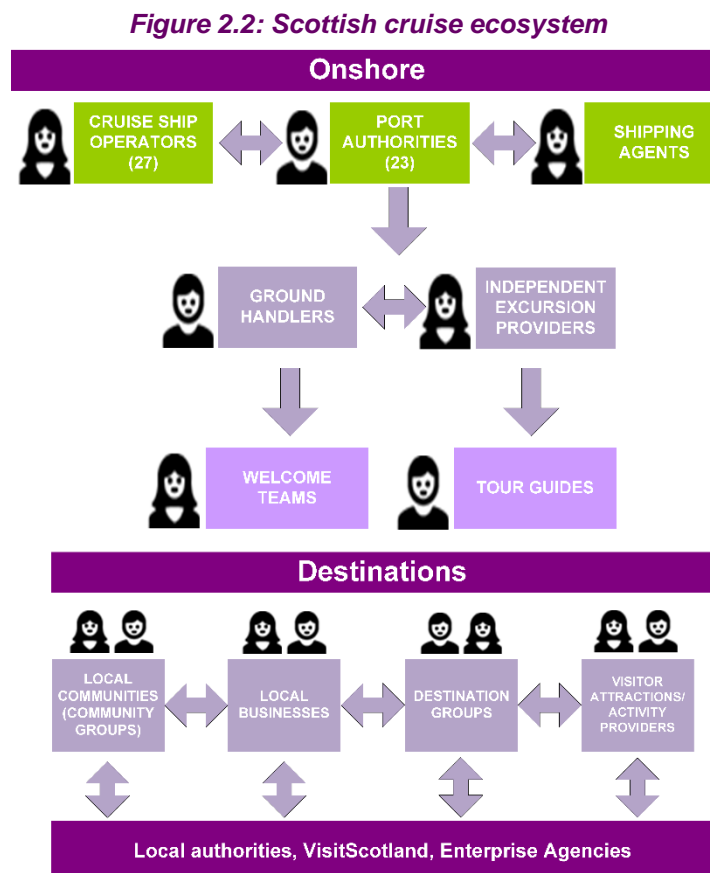 Figure 2.2: Scottish cruise ecosystem
Onshore
CRUISE SHIP
OPERATORS
(27)
PORT
AUTHORITIES
(23)
SHIPPING
AGENTS
GROUND
HANDLERS
INDEPENDENT
EXCURSION
PROVIDERS
WELCOME
TEAMS
TOUR GUIDES
Destinations
LOCAL
COMMUNITIES
(COMMUNITY
GROUPS)
LOCAL
BUSINESSES
DESTINATION
GROUPS
VISITOR
ATTRACTIONS/
ACTIVITY
PROVIDERS
Local authorities, VisitScotland, Enterprise Agencies